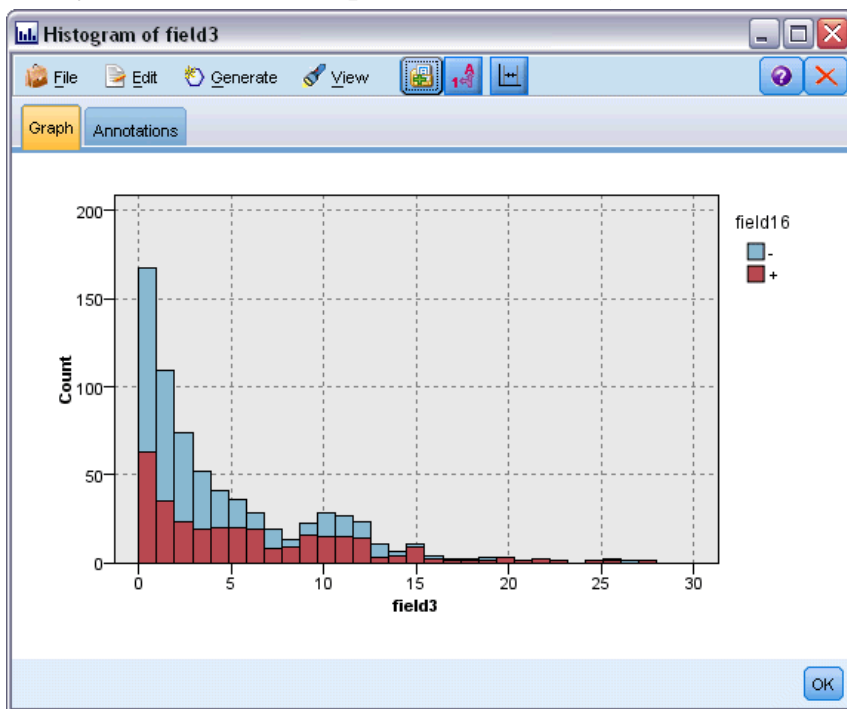 Histogram of field3
File Edit Generate View
Graph Annotations
200
150
100
50
0
Count
0 5 10 15 20 25 30
field3
field16
-
+
OK